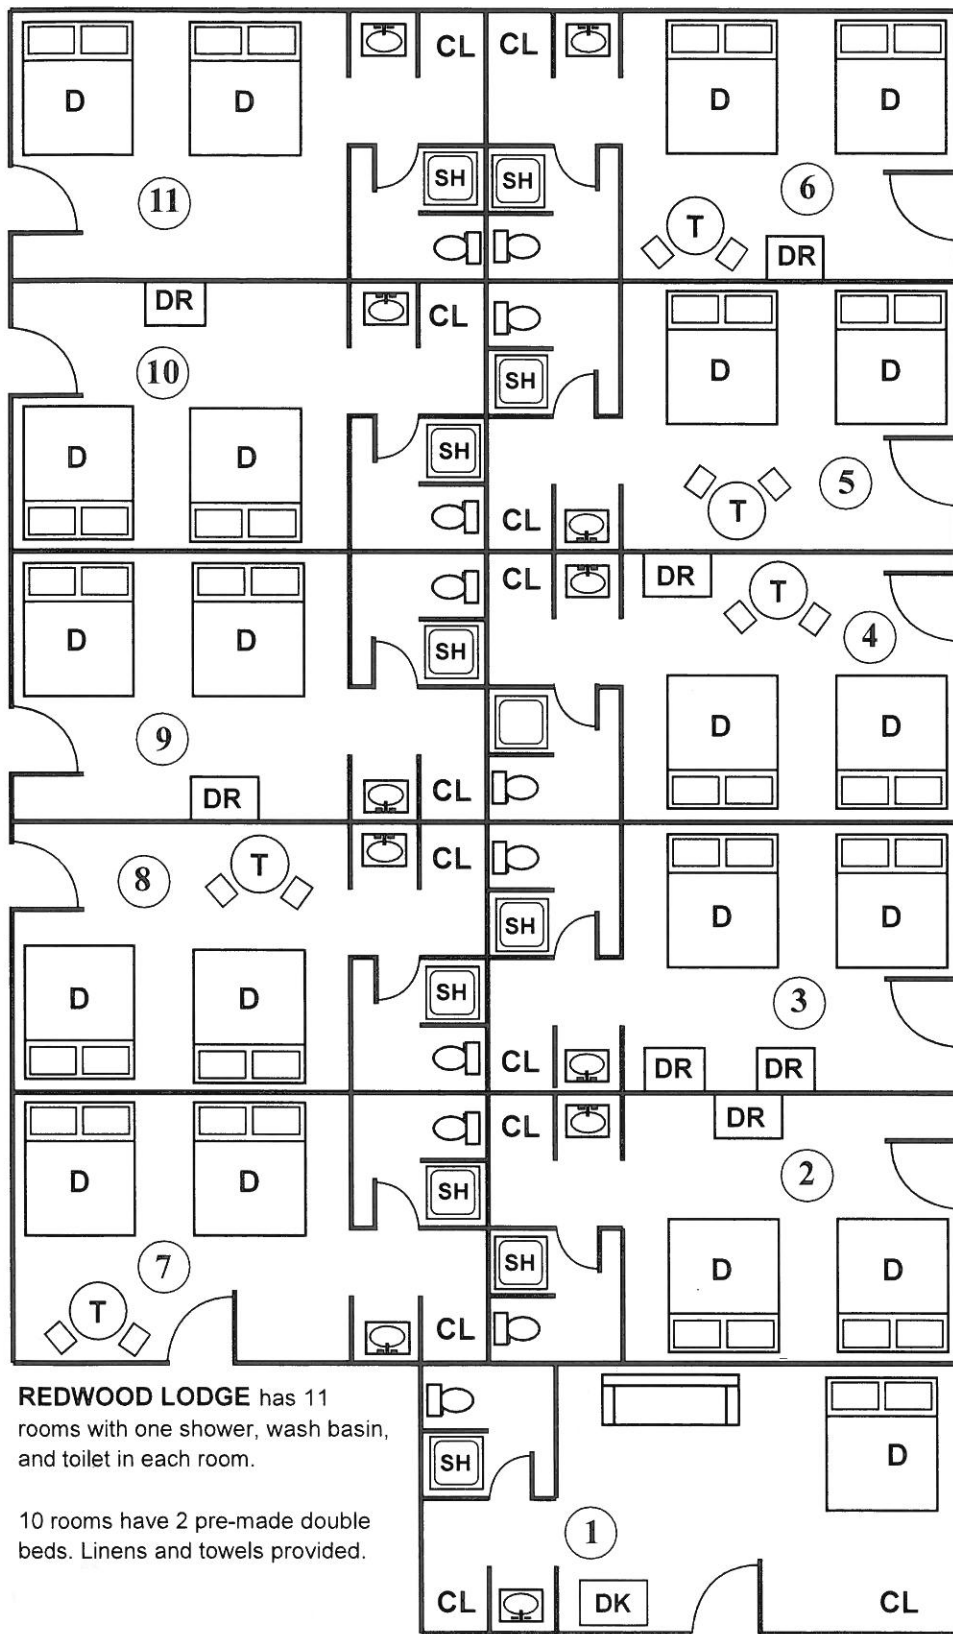 CL CL
D D D D
SH SH
11 6
T
DR
DR CL
10 D D
SH
D D SH 5
CL T
CL DR T
D D SH 4
9 D D
DR CL
8 T CL
D D
SH
D D SH 3
CL DR DR
CL DR
D D SH 2
7 SH D D
T CL
REDWOOD LODGE has 11
rooms with one shower, wash basin,
and toilet in each room.
D
SH
10 rooms have 2 pre-made double
beds. Linens and towels provided.
1
CL DK CL